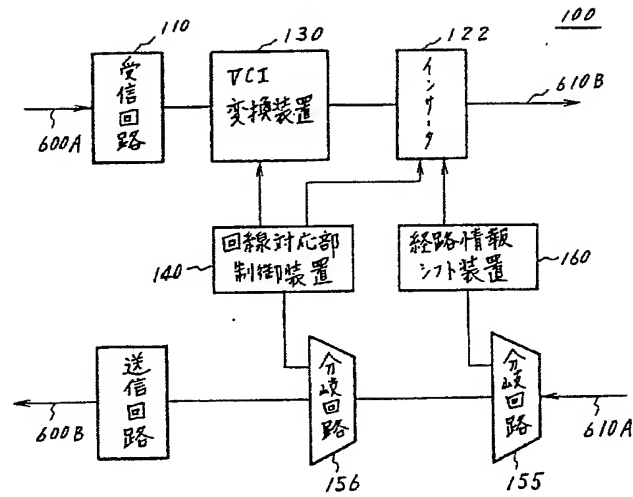 100
110
130
122
受信回路
VCI
変換装置
インサータ
600A
610B
回線対応部
制御装置
140
経路情報
シフト装置
160
送信回路
分岐回路
分岐回路
600B
610A
156
155